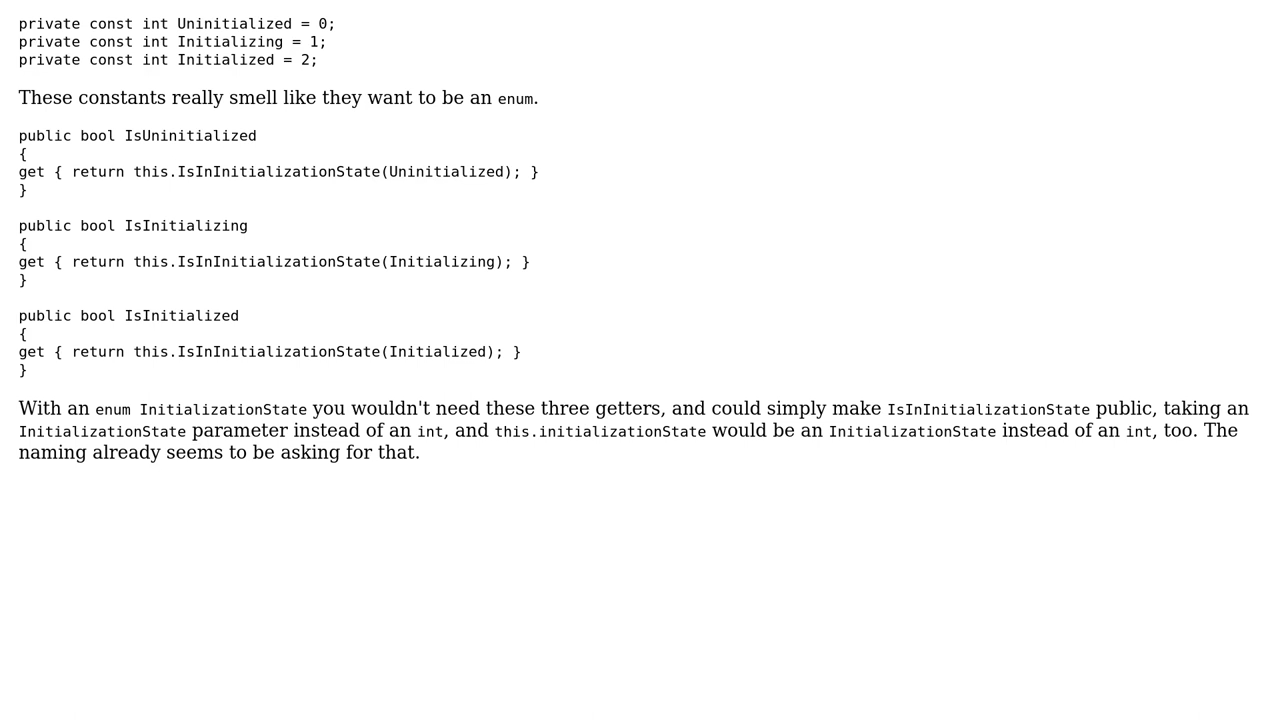 private const int Uninitialized = 0;
private const int Initializing = 1;
private const int Initialized = 2;
These constants really smell like they want to be an enum.
public bool IsUninitialized
{
get { return this.IsInInitializationState(Uninitialized); }
}
public bool IsInitializing
{
get { return this.IsInInitializationState(Initializing); }
}
public bool IsInitialized
{
get { return this.IsInInitializationState(Initialized); }
}
With an enum InitializationState you wouldn't need these three getters, and could simply make IsInInitializationState public, taking an
InitializationState parameter instead of an int, and this.initializationState would be an InitializationState instead of an int, too. The
naming already seems to be asking for that.